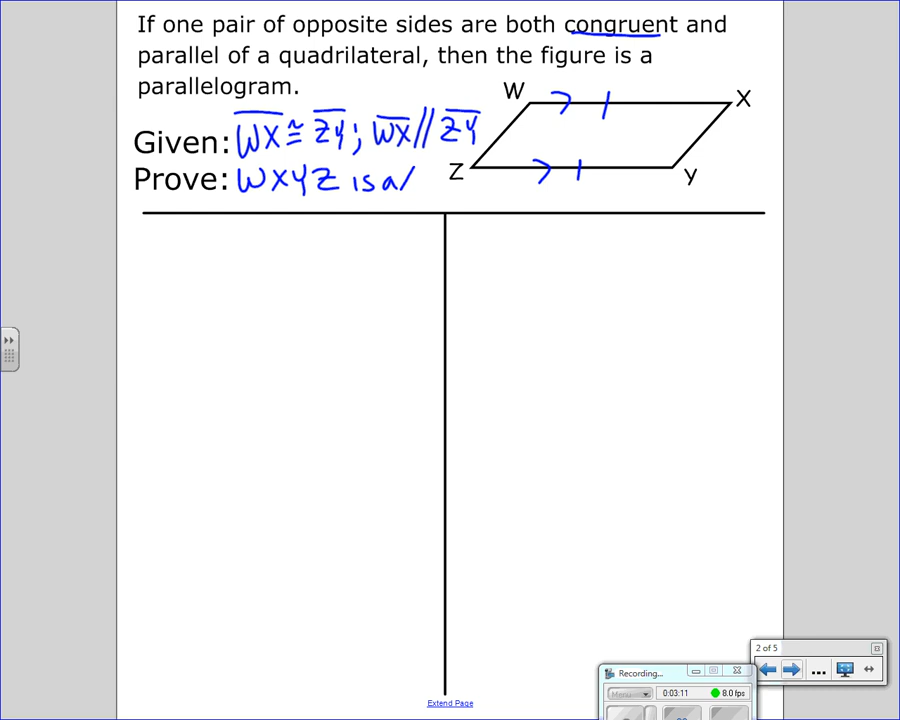 If one pair of opposite sides are both congruent and
parallel of a quadrilateral, then the figure is a
parallelogram.
W
X
Given: WX ≅ ZY ; WX // ZY
Prove: WXYZ is a
Z
Y
2 of 5
...
Recording...
Menu
0:03:11
8.0 fps
Extend Page